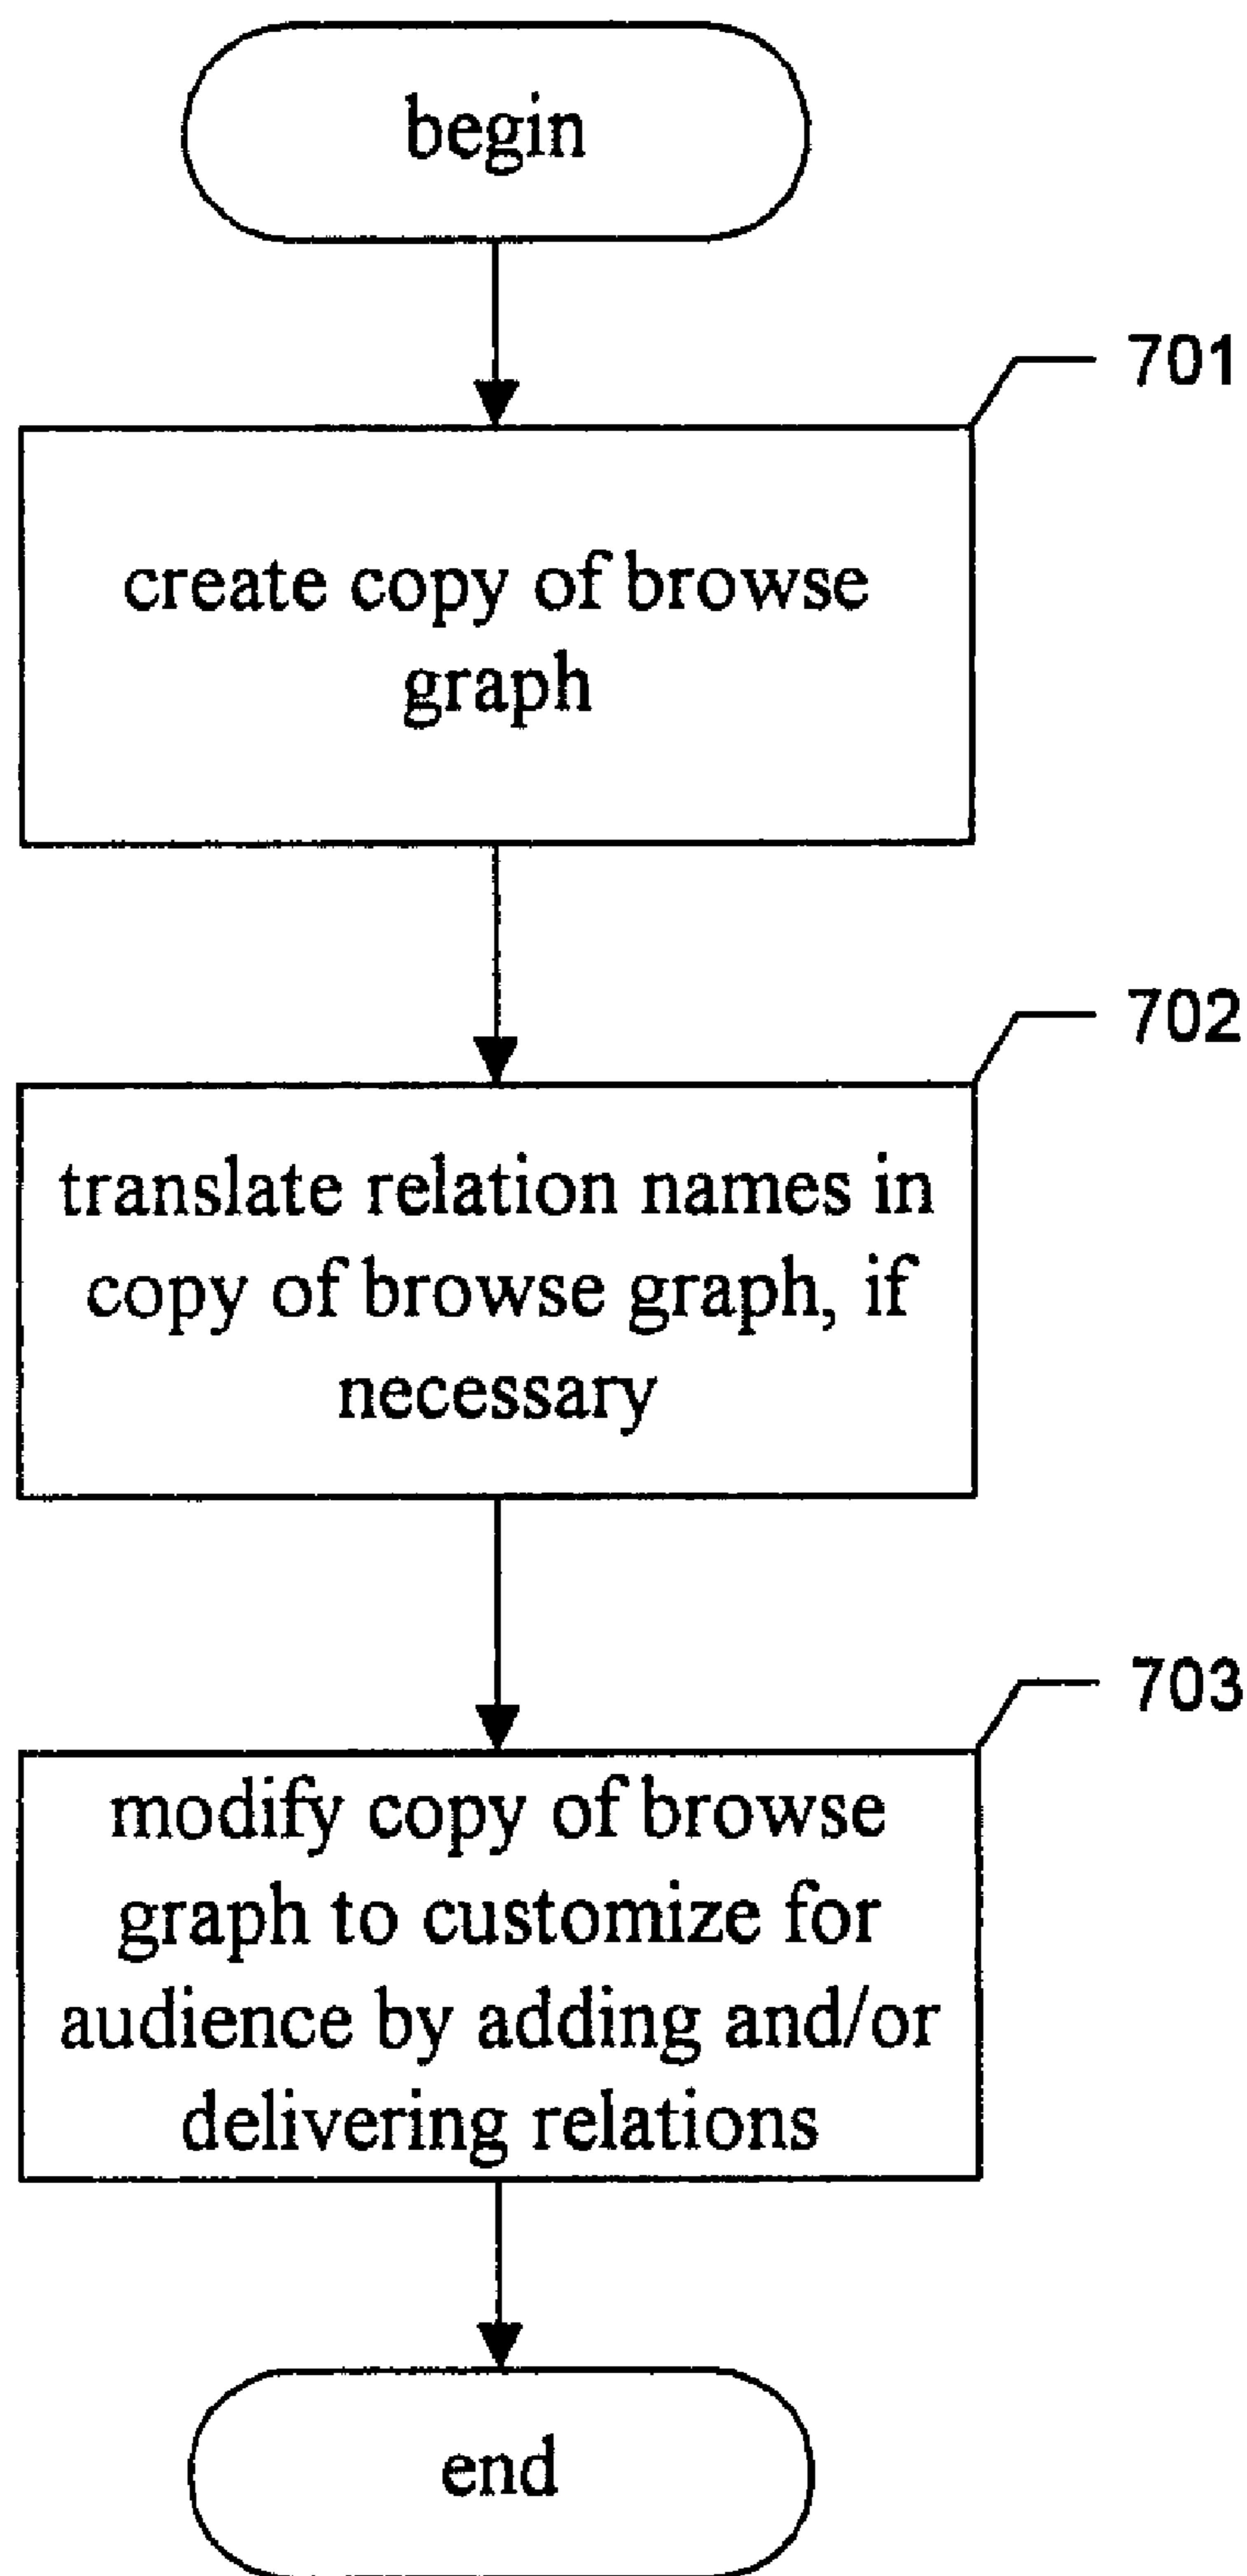 begin
701
create copy of browse
graph
702
translate relation names in
copy of browse graph, if
necessary
703
modify copy of browse
graph to customize for
audience by adding and/or
delivering relations
end